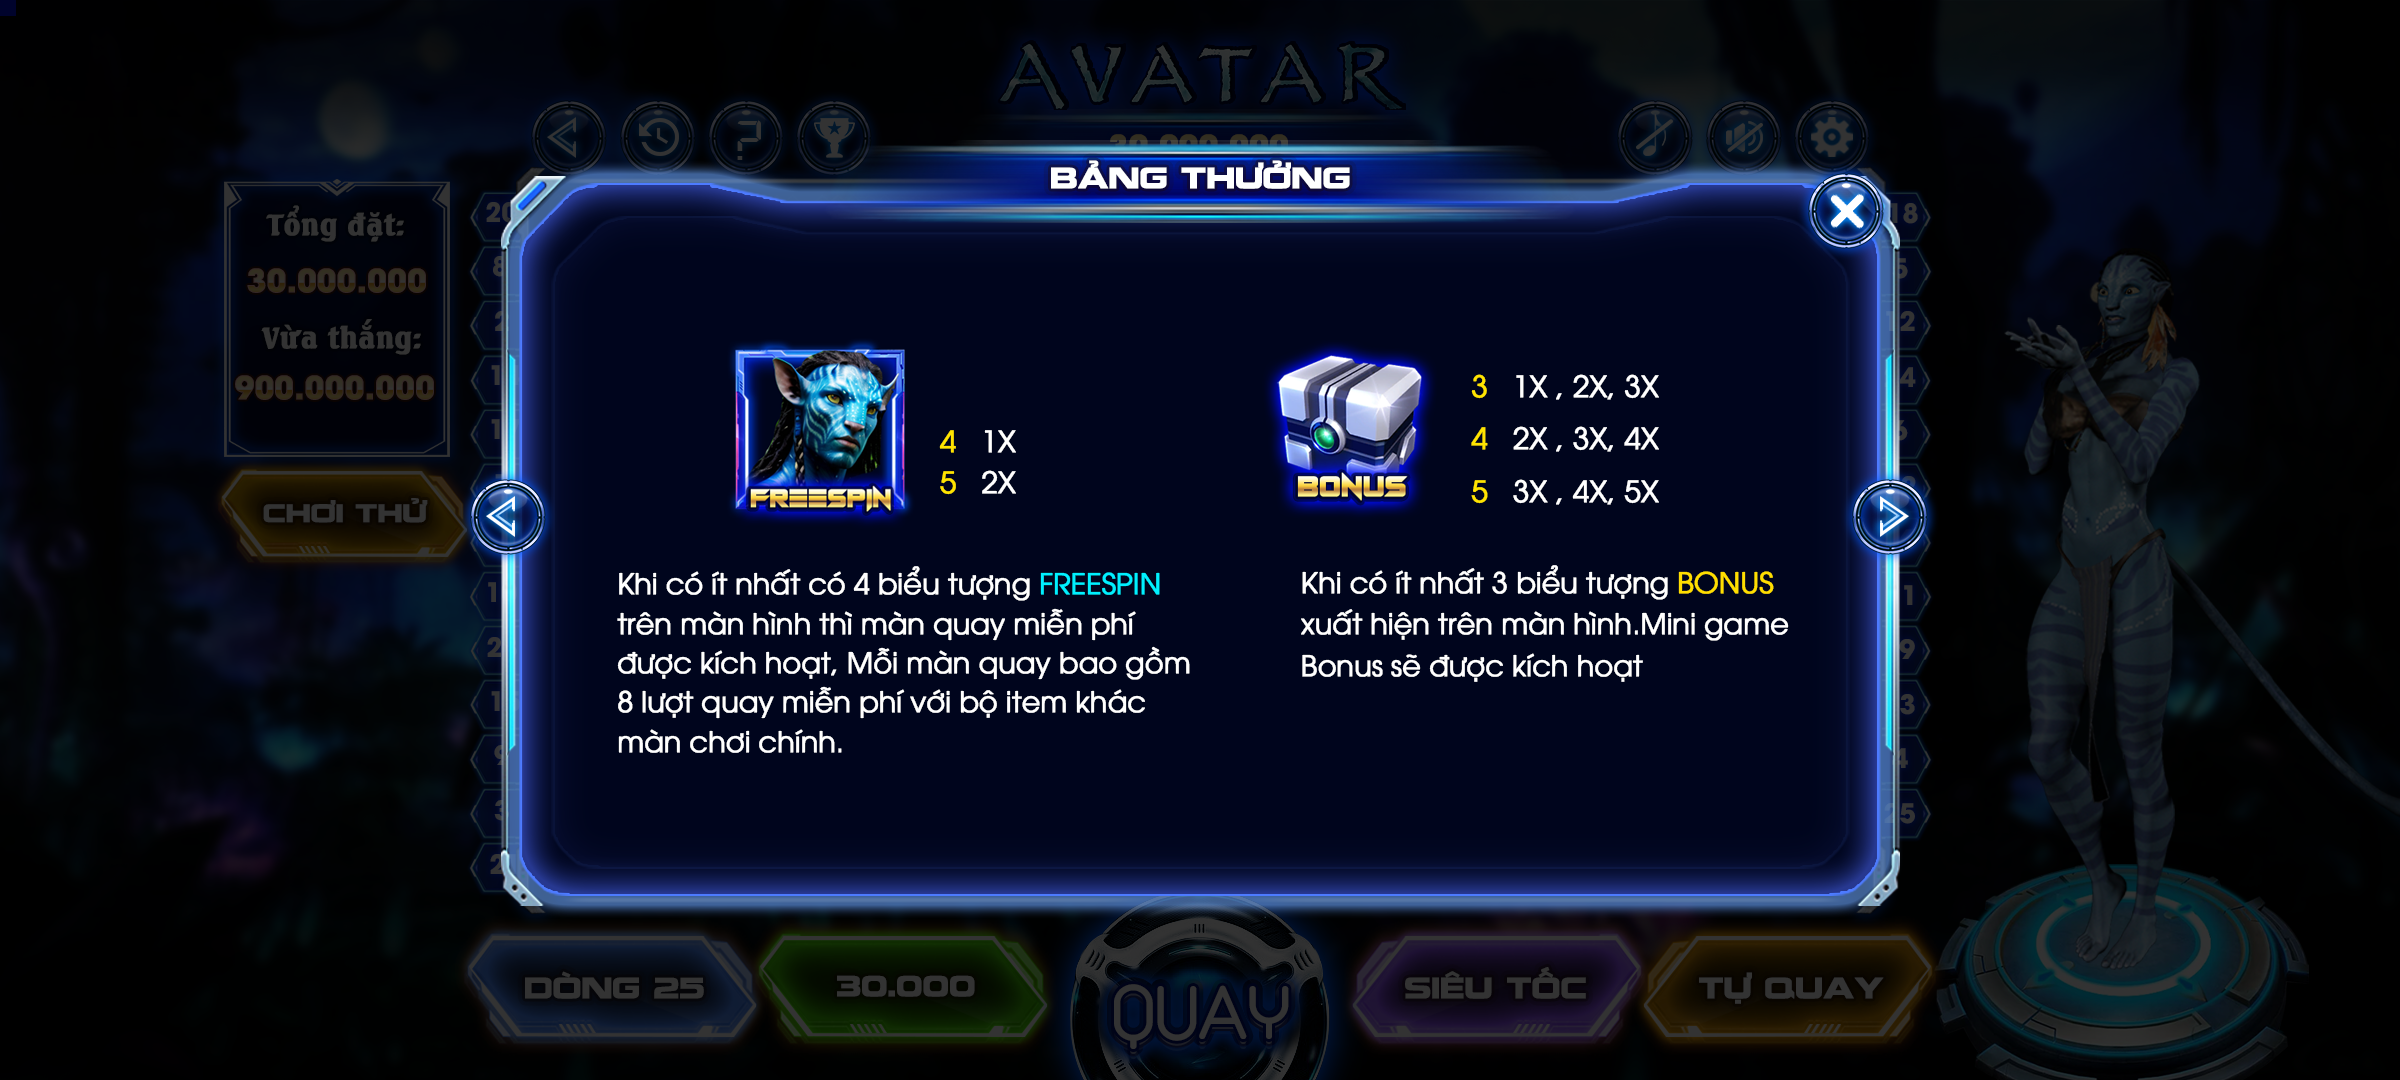 AVATAR
30.000.000
BẢNG THƯỞNG
Tổng đặt:
30.000.000
Vừa thắng:
900.000.000
CHƠI THỬ
FREESPIN
4 1X
5 2X
BONUS
3 1X , 2X, 3X
4 2X , 3X, 4X
5 3X , 4X, 5X
Khi có ít nhất có 4 biểu tượng FREESPIN
trên màn hình thì màn quay miễn phí
được kích hoạt, Mỗi màn quay bao gồm
8 lượt quay miễn phí với bộ item khác
màn chơi chính.
Khi có ít nhất 3 biểu tượng BONUS
xuất hiện trên màn hình.Mini game
Bonus sẽ được kích hoạt
DÒNG 25
30.000
QUAY
SIÊU TỐC
TỰ QUAY